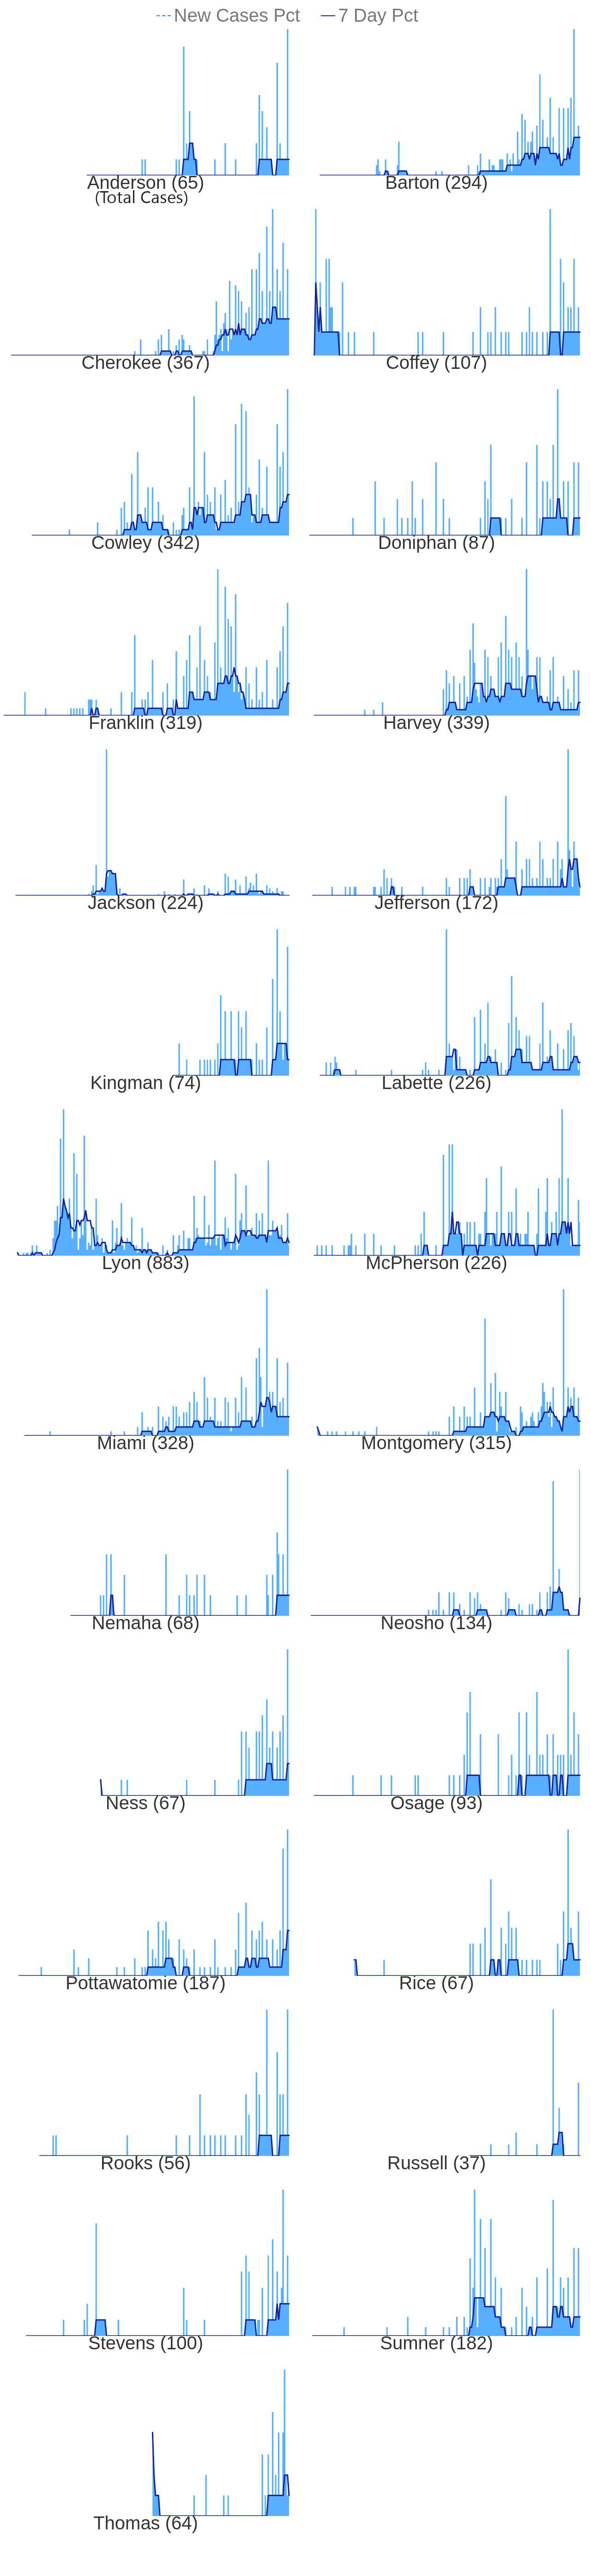 New Cases Pct 7 Day Pct
Anderson (65) Barton (294)
(Total Cases)
Cherokee (367) Coffey (107)
Cowley (342) Doniphan (87)
Franklin (319) Harvey (339)
Jackson (224) Jefferson (172)
Kingman (74) Labette (226)
Lyon (883) McPherson (226)
Miami (328) Montgomery (315)
Nemaha (68) Neosho (134)
Ness (67) Osage (93)
Pottawatomie (187) Rice (67)
Rooks (56) Russell (37)
Stevens (100) Sumner (182)
Thomas (64)